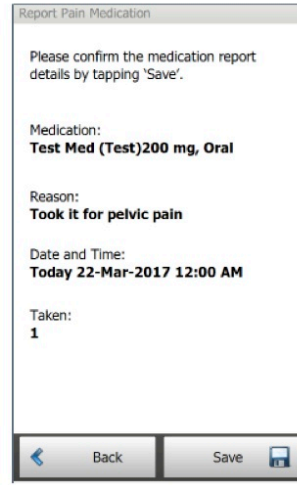 Report Pain Medication
Please confirm the medication report
details by tapping 'Save'.
Medication:
Test Med (Test)200 mg, Oral
Reason:
Took it for pelvic pain
Date and Time:
Today 22-Mar-2017 12:00 AM
Taken:
1
Back
Save